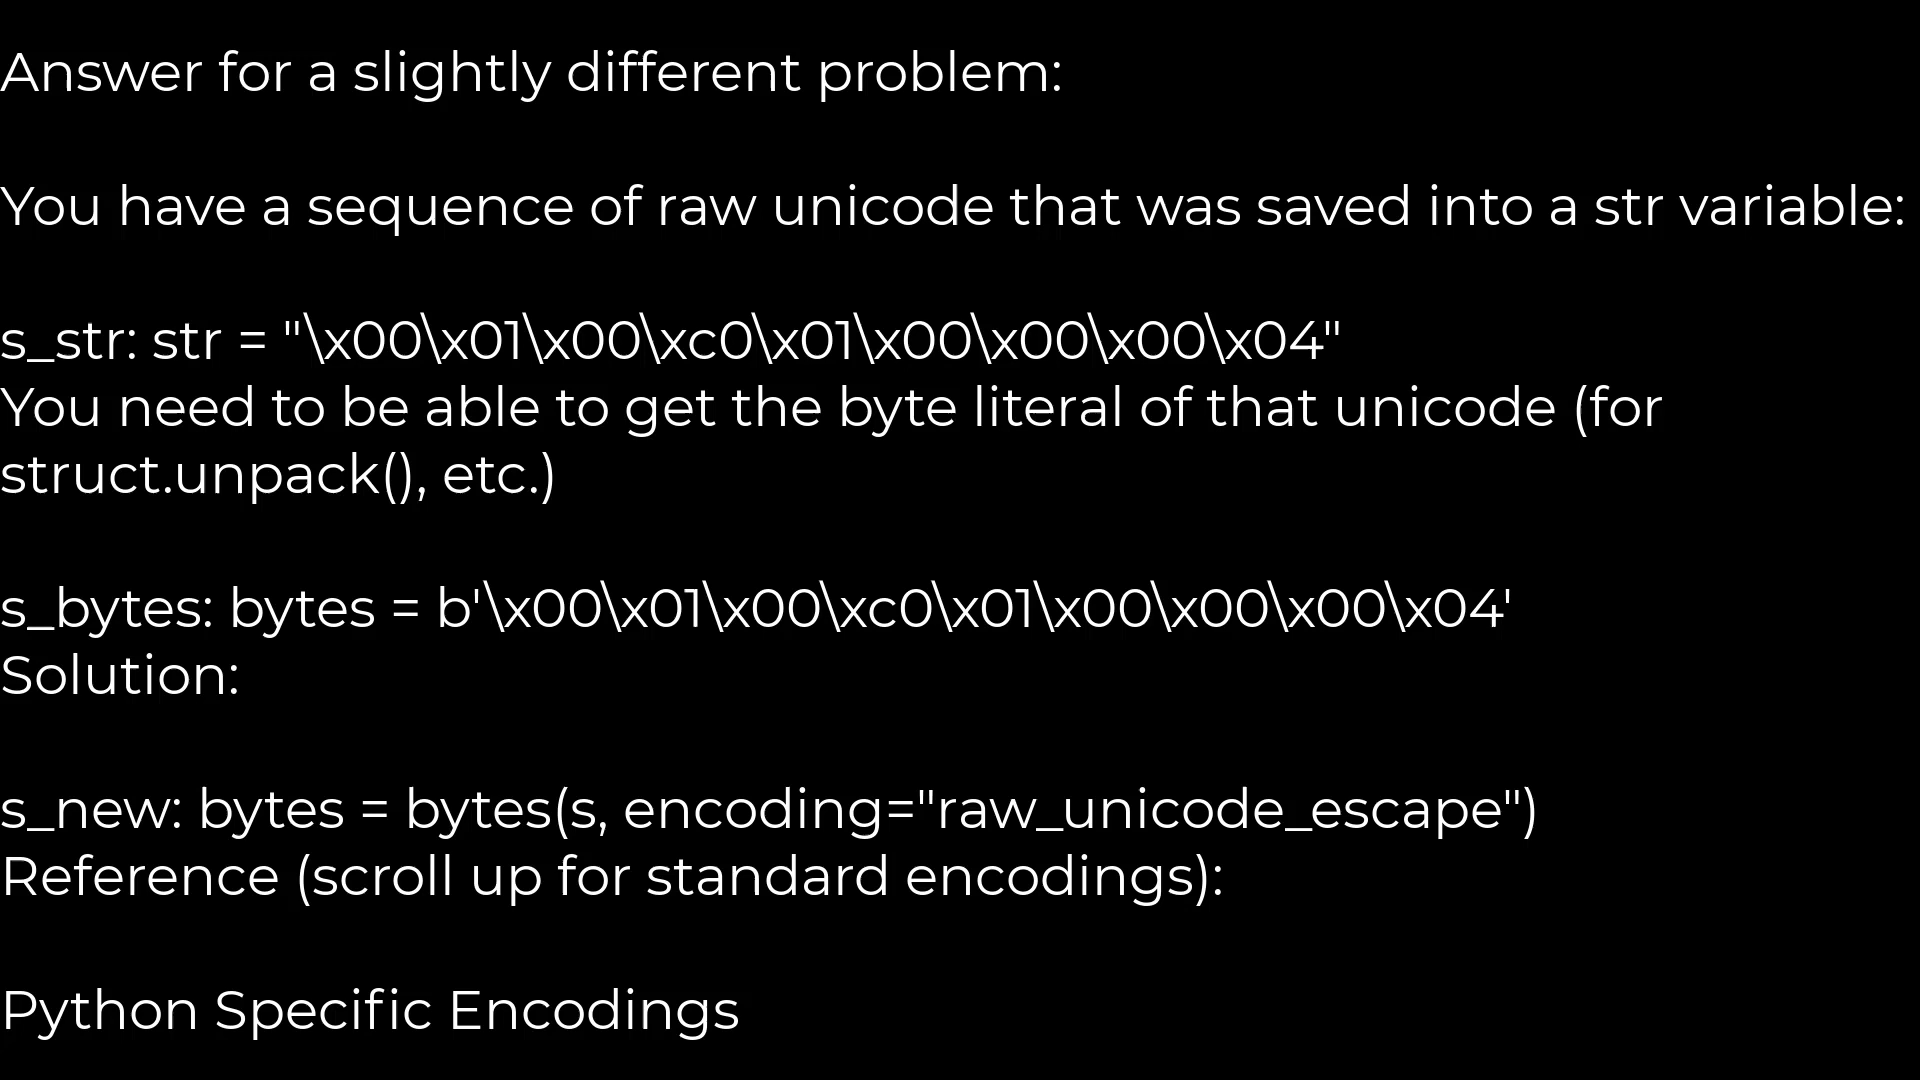 Answer for a slightly different problem:
You have a sequence of raw unicode that was saved into a str variable:
s_str: str = "\x00\x01\x00\xc0\x01\x00\x00\x00\x04"
You need to be able to get the byte literal of that unicode (for
struct.unpack(), etc.)
s_bytes: bytes = b'\x00\x01\x00\xc0\x01\x00\x00\x00\x04'
Solution:
s_new: bytes = bytes(s, encoding="raw_unicode_escape")
Reference (scroll up for standard encodings):
Python Specific Encodings